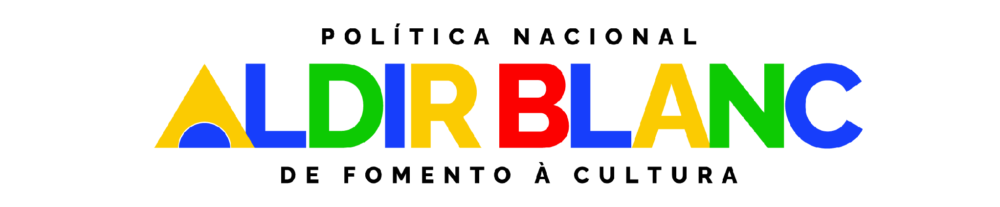 POLÍTICA NACIONAL
ALDIR BLANC
DE FOMENTO À CULTURA